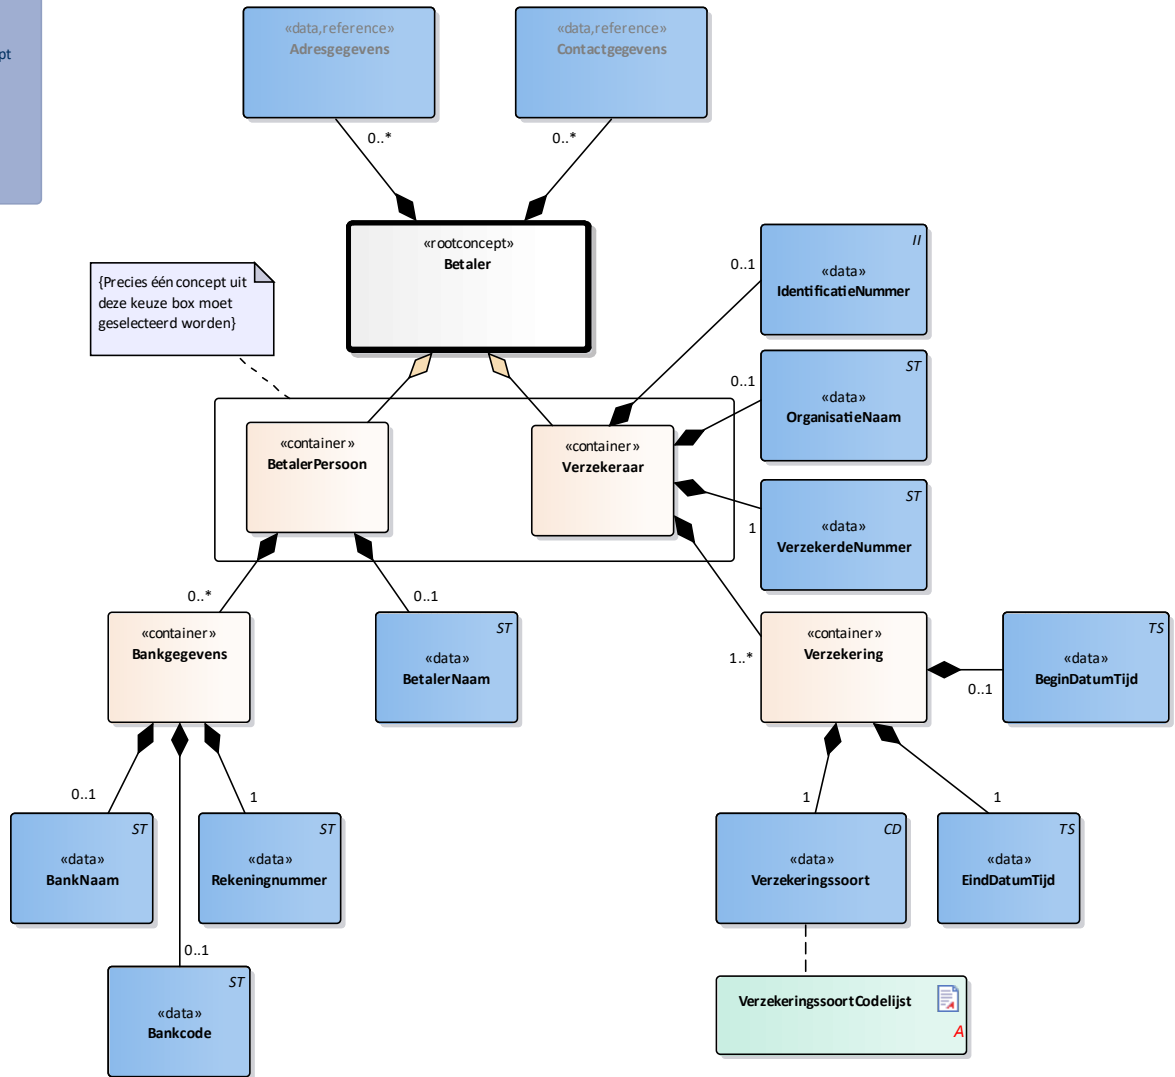 «data,reference»
Adresgegevens
«data,reference»
Contactgegevens
pt
0..*
0..*
«rootconcept»
Betaler
{Precies één concept uit
deze keuze box moet
geselecteerd worden}
II
«data»
IdentificatieNummer
0..1
ST
«data»
OrganisatieNaam
0..1
«container»
BetalerPersoon
«container»
Verzekeraar
ST
«data»
VerzekerdeNummer
1
0..*
0..1
1..*
«container»
Bankgegevens
ST
«data»
BetalerNaam
«container»
Verzekering
0..1
TS
«data»
BeginDatumTijd
0..1
1
1
1
ST
«data»
BankNaam
ST
«data»
Rekeningnummer
CD
«data»
Verzekeringssoort
TS
«data»
EindDatumTijd
0..1
ST
«data»
Bankcode
VerzekeringssoortCodelijst
A